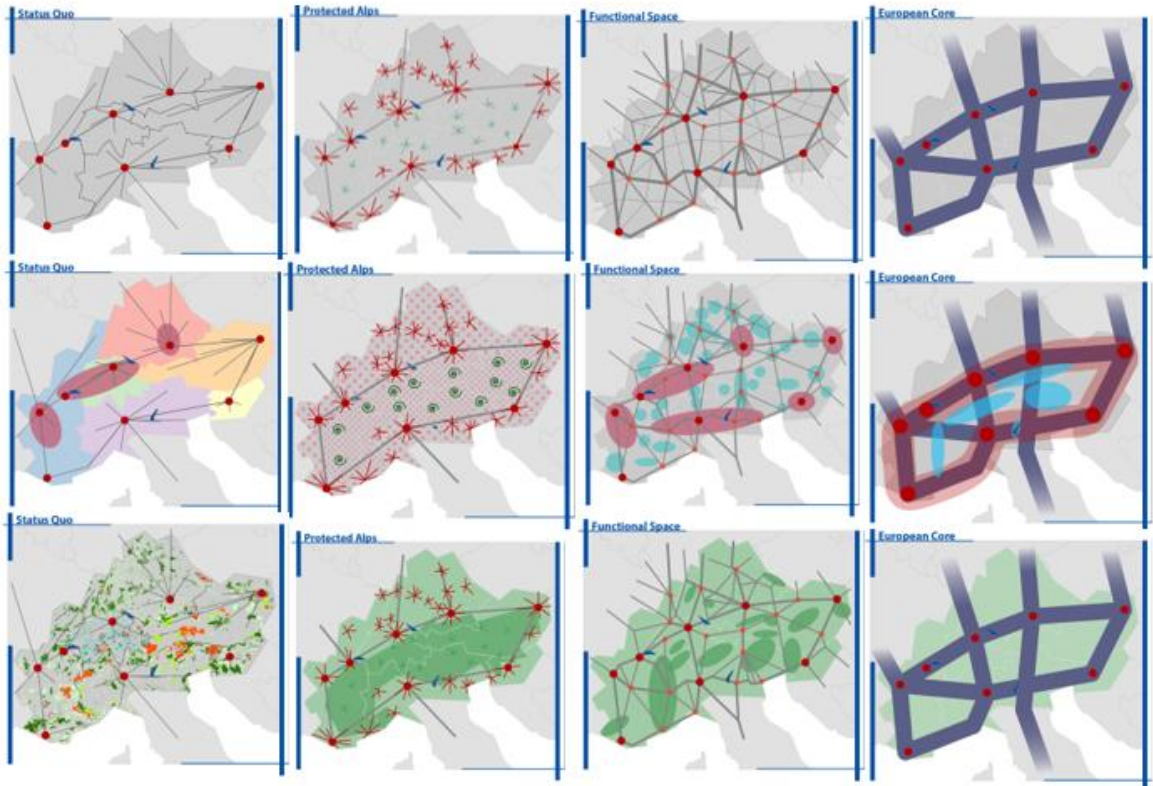 Status Quo
Protected Alps
Functional Space
European Core
Status Quo
Protected Alps
Functional Space
European Core
Status Quo
Protected Alps
Functional Space
European Core